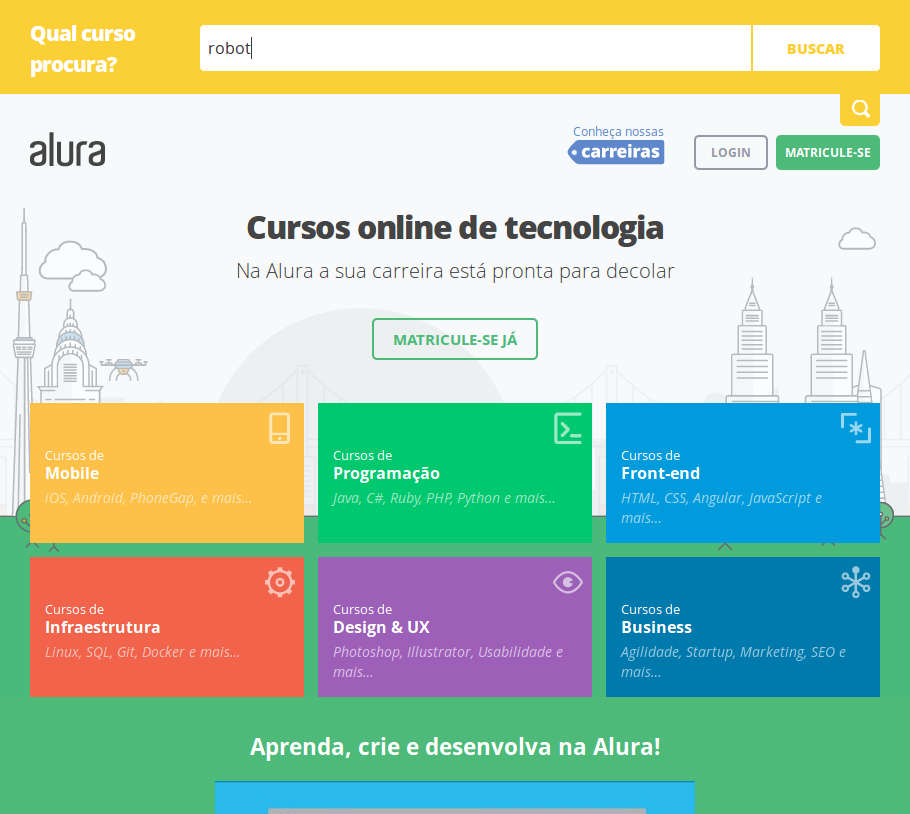 Qual curso
procura?
robot
BUSCAR
alura
Conheça nossas
carreiras
LOGIN
MATRICULE-SE
Cursos online de tecnologia
Na Alura a sua carreira está pronta para decolar
MATRICULE-SE JÁ
Cursos de
Mobile
iOS, Android, PhoneGap, e mais...
Cursos de
Programação
Java, C#, Ruby, PHP, Python e mais...
Cursos de
Front-end
HTML, CSS, Angular, JavaScript e
mais...
Cursos de
Infraestrutura
Linux, SQL, Git, Docker e mais...
Cursos de
Design & UX
Photoshop, Illustrator, Usabilidade e
mais...
Cursos de
Business
Agilidade, Startup, Marketing, SEO e
mais...
Aprenda, crie e desenvolva na Alura!